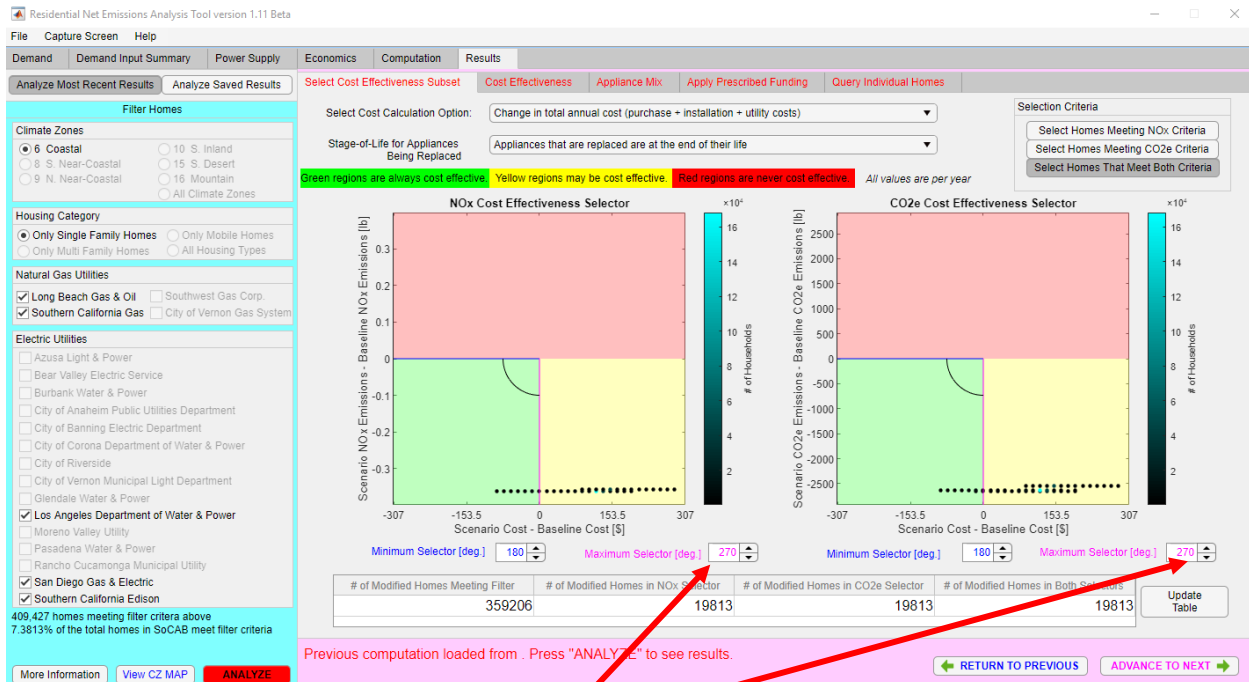 Residential Net Emissions Analysis Tool version 1.11 Beta
File Capture Screen Help
Demand Demand Input Summary Power Supply Economics Computation Results
Analyze Most Recent Results Analyze Saved Results
Filter Homes
Climate Zones
6 Coastal 10 S. Inland
8 S. Near-Coastal 15 S. Desert
9 N. Near-Coastal 16 Mountain
All Climate Zones
Housing Category
Only Single Family Homes Only Mobile Homes
Only Multi Family Homes All Housing Types
Natural Gas Utilities
Long Beach Gas & Oil Southwest Gas Corp.
Southern California Gas City of Vernon Gas System
Electric Utilities
Azusa Light & Power
Bear Valley Electric Service
Burbank Water & Power
City of Anaheim Public Utilities Department
City of Banning Electric Department
City of Corona Department of Water & Power
City of Riverside
City of Vernon Municipal Light Department
Glendale Water & Power
Los Angeles Department of Water & Power
Moreno Valley Utility
Pasadena Water & Power
Rancho Cucamonga Municipal Utility
San Diego Gas & Electric
Southern California Edison
409,427 homes meeting filter critera above
7.3813% of the total homes in SoCAB meet filter criteria
More Information View CZ MAP ANALYZE
Select Cost Effectiveness Subset Cost Effectiveness Appliance Mix Apply Prescribed Funding Query Individual Homes
Select Cost Calculation Option: Change in total annual cost (purchase + installation + utility costs)
Stage-of-Life for Appliances
Being Replaced
Appliances that are replaced are at the end of their life
Selection Criteria
Select Homes Meeting NOx Criteria
Select Homes Meeting CO2e Criteria
Select Homes That Meet Both Criteria
Green regions are always cost effective. Yellow regions may be cost effective. Red regions are never cost effective. All values are per year
NOx Cost Effectiveness Selector
×10⁴
Scenario NOx Emissions - Baseline NOx Emissions [lb]
0.3
0.2
0.1
0
-0.1
-0.2
-0.3
-307 -153.5 0 153.5 307
Scenario Cost - Baseline Cost [$]
16
14
12
10
8
6
4
2
# of Households
CO2e Cost Effectiveness Selector
×10⁴
Scenario CO2e Emissions - Baseline CO2e Emissions [lb]
2500
2000
1500
1000
500
0
-500
-1000
-1500
-2000
-2500
-307 -153.5 0 153.5 307
Scenario Cost - Baseline Cost [$]
16
14
12
10
8
6
4
2
# of Households
Minimum Selector [deg.] 180 Maximum Selector [deg.] 270 Minimum Selector [deg.] 180 Maximum Selector [deg.] 270
# of Modified Homes Meeting Filter # of Modified Homes in NOx Selector # of Modified Homes in CO2e Selector # of Modified Homes in Both Selectors
359206 19813 19813 19813
Update
Table
Previous computation loaded from . Press "ANALYZE" to see results.
RETURN TO PREVIOUS ADVANCE TO NEXT